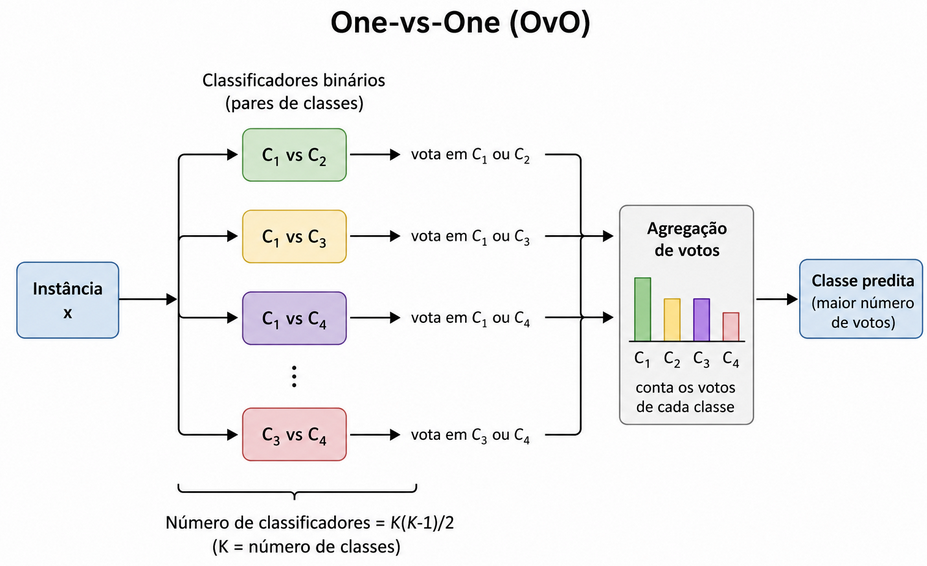 One-vs-One (OvO)
Classificadores binários
(pares de classes)
C₁ vs C₂
vota em C₁ ou C₂
C₁ vs C₃
vota em C₁ ou C₃
Instância
x
C₁ vs C₄
vota em C₁ ou C₄
⋮
C₃ vs C₄
vota em C₃ ou C₄
Agregação
de votos
C₁ C₂ C₃ C₄
conta os votos
de cada classe
Classe predita
(maior número
de votos)
Número de classificadores = K(K-1)/2
(K = número de classes)